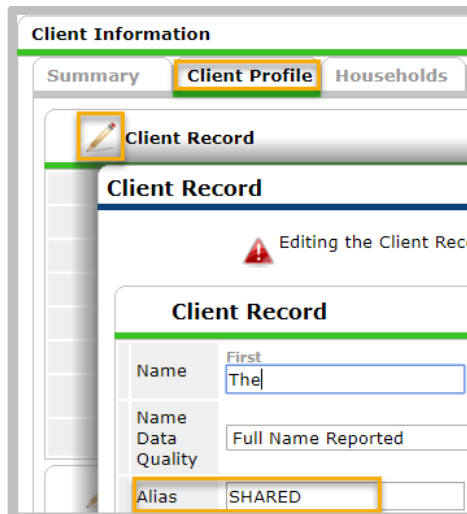 Client Information
Summary Client Profile Households
Client Record
Client Record
Editing the Client Rec
Client Record
First
Name The
Name
Data Full Name Reported
Quality
Alias SHARED